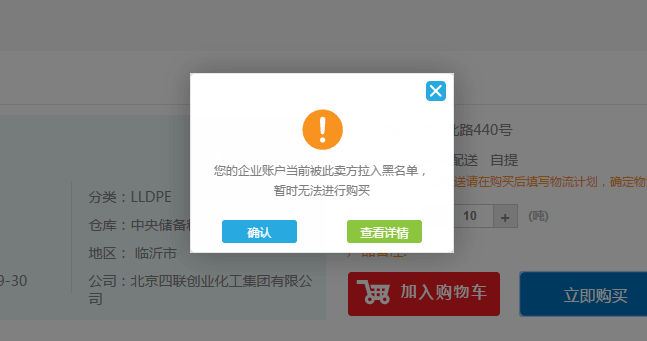 您的企业账户当前被此卖方拉入黑名单，
暂时无法进行购买
确认
查看详情
分类：LLDPE
仓库：中央储备
地区： 临沂市
公司：北京四联创业化工集团有限公
司
9-30
北路440号
配送 自提
送请在购买后填写物流计划，确定物
10 + (吨)
加入购物车
立即购买